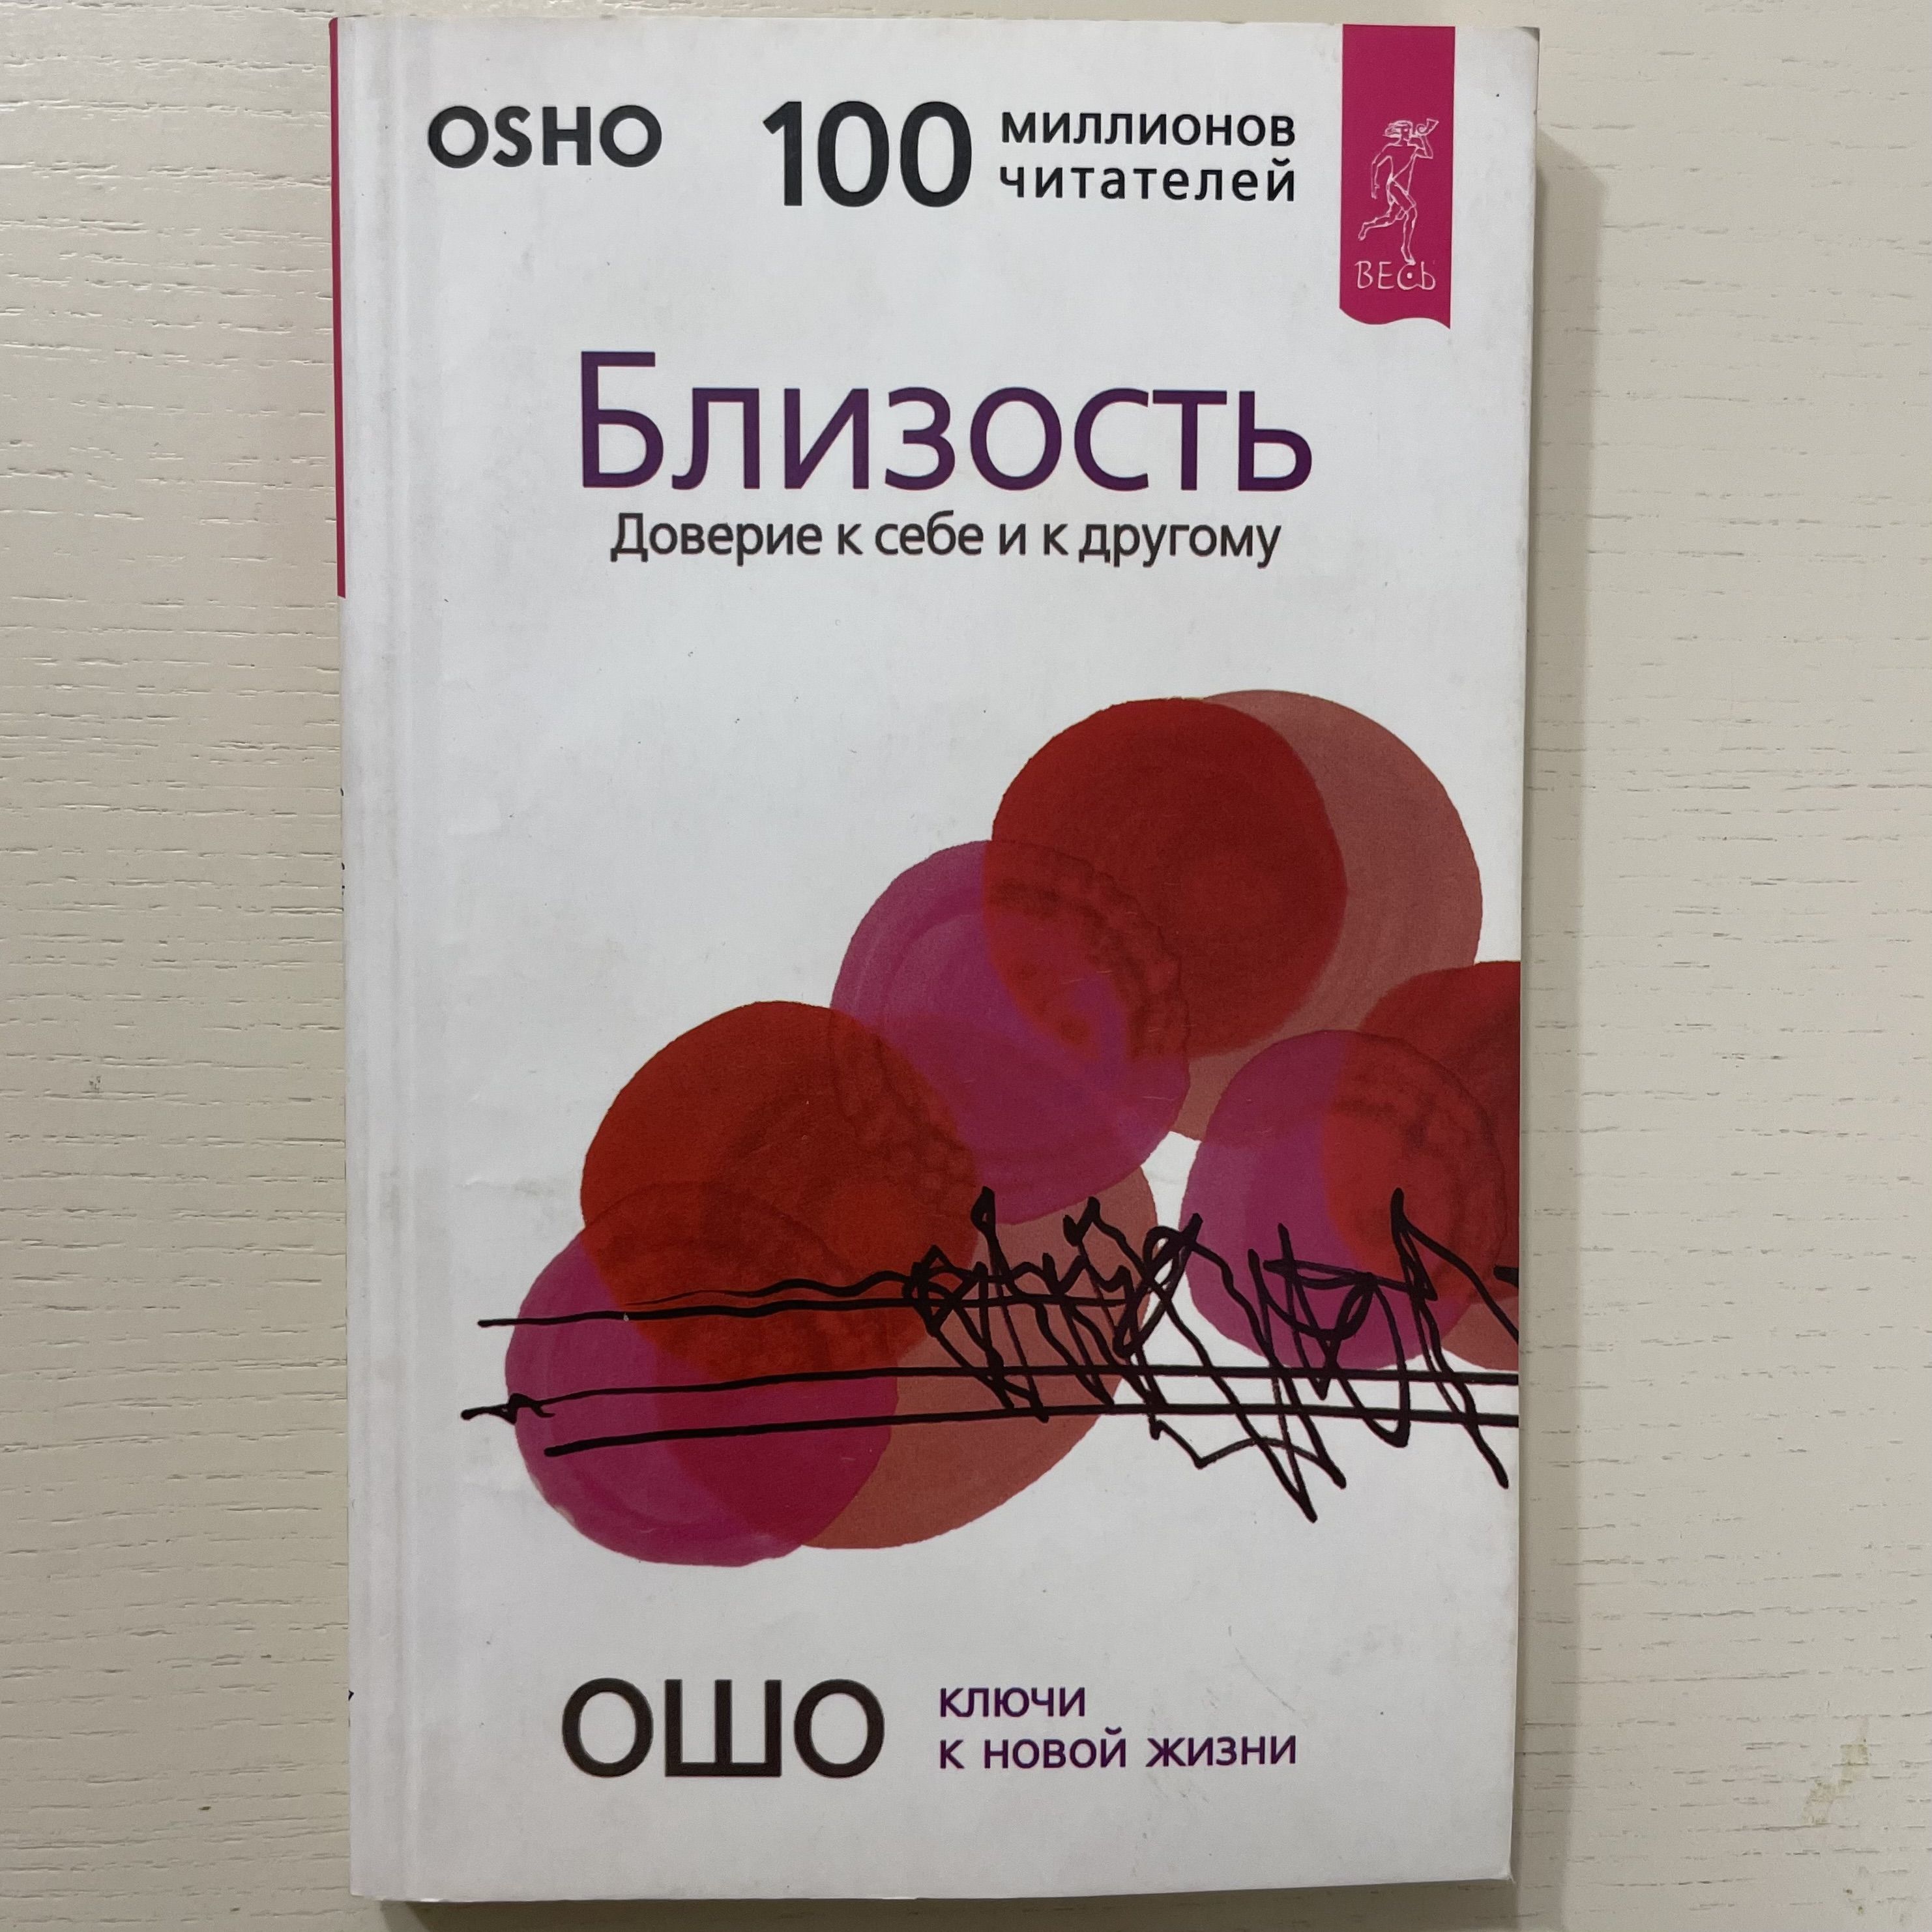 OSHO
100 миллионов
читателей
ВЕСЬ
Близость
Доверие к себе и к другому
ОШО
ключи
к новой жизни